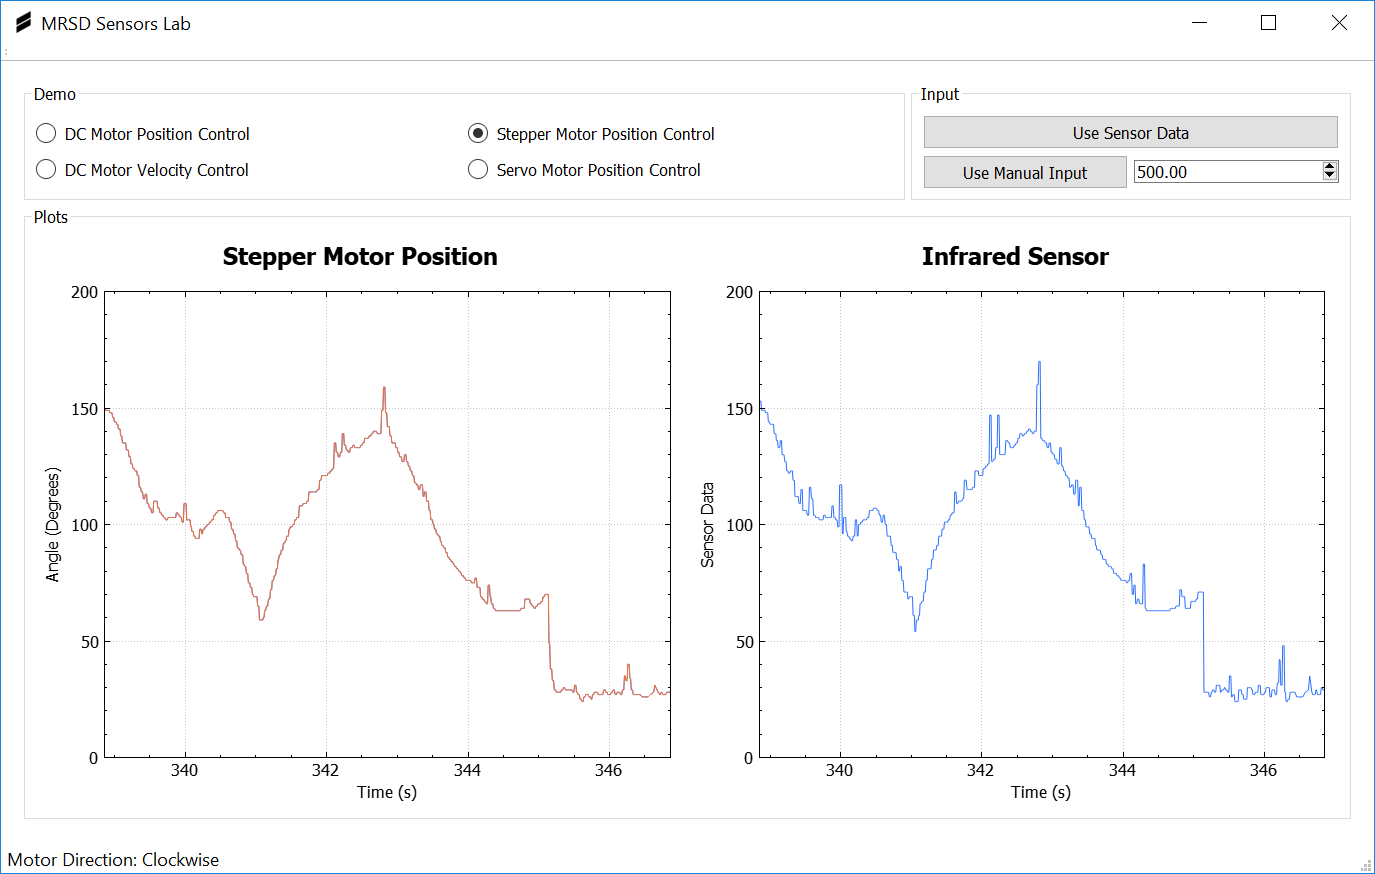 MRSD Sensors Lab
Demo
Input
DC Motor Position Control
Stepper Motor Position Control
Use Sensor Data
DC Motor Velocity Control
Servo Motor Position Control
Use Manual Input
500.00
Plots
Stepper Motor Position
200
150
100
50
0
Angle (Degrees)
340
342
344
346
Time (s)
Infrared Sensor
200
150
100
50
0
Sensor Data
340
342
344
346
Time (s)
Motor Direction: Clockwise